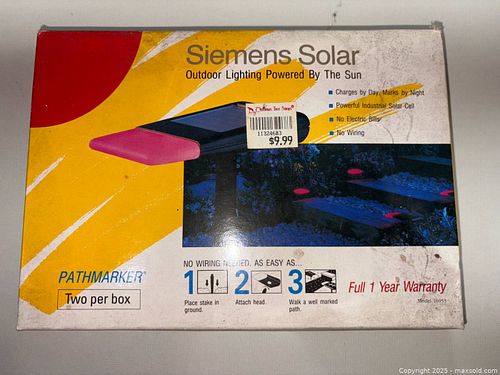 Siemens Solar
Outdoor Lighting Powered By The Sun
Charges by Day, Marks by Night
Powerful Industrial Solar Cell
No Electric Bills
No Wiring
11324683
$9.99
NO WIRING NEEDED. AS EASY AS...
PATHMARKER
Two per box
1
Place stake in
ground.
2
Attach head.
3
Walk a well marked
path.
Full 1 Year Warranty
Model
Copyright © 2025 - maxsold.com